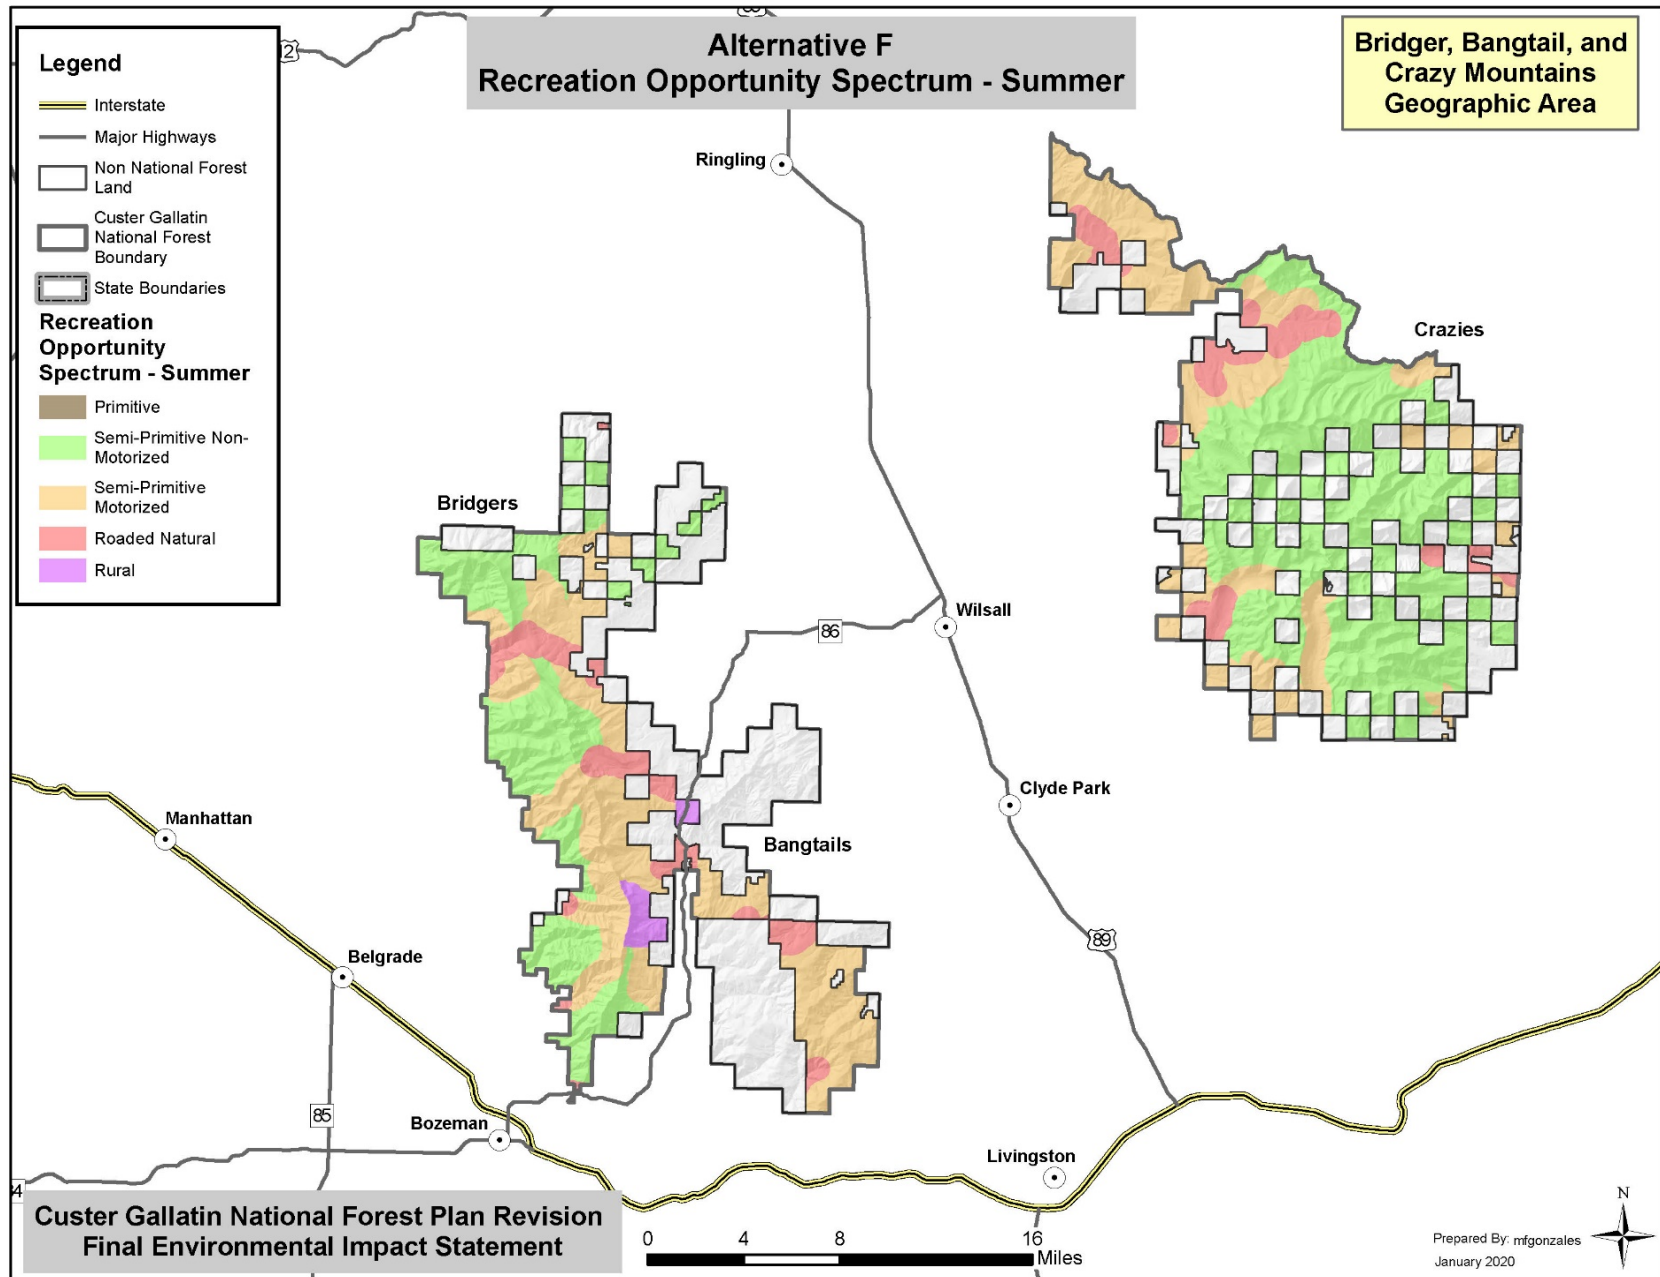 Alternative F
Recreation Opportunity Spectrum - Summer
Bridger, Bangtail, and
Crazy Mountains
Geographic Area
Legend
Interstate
Major Highways
Non National Forest
Land
Custer Gallatin
National Forest
Boundary
State Boundaries
Recreation
Opportunity
Spectrum - Summer
Primitive
Semi-Primitive Non-
Motorized
Semi-Primitive
Motorized
Roaded Natural
Rural
2
Ringling
Crazies
Bridgers
Wilsall
86
Clyde Park
Manhattan
Bangtails
89
Belgrade
85
Bozeman
Livingston
Custer Gallatin National Forest Plan Revision
Final Environmental Impact Statement
0 4 8 16
Miles
N
Prepared By: mfgonzales
January 2020